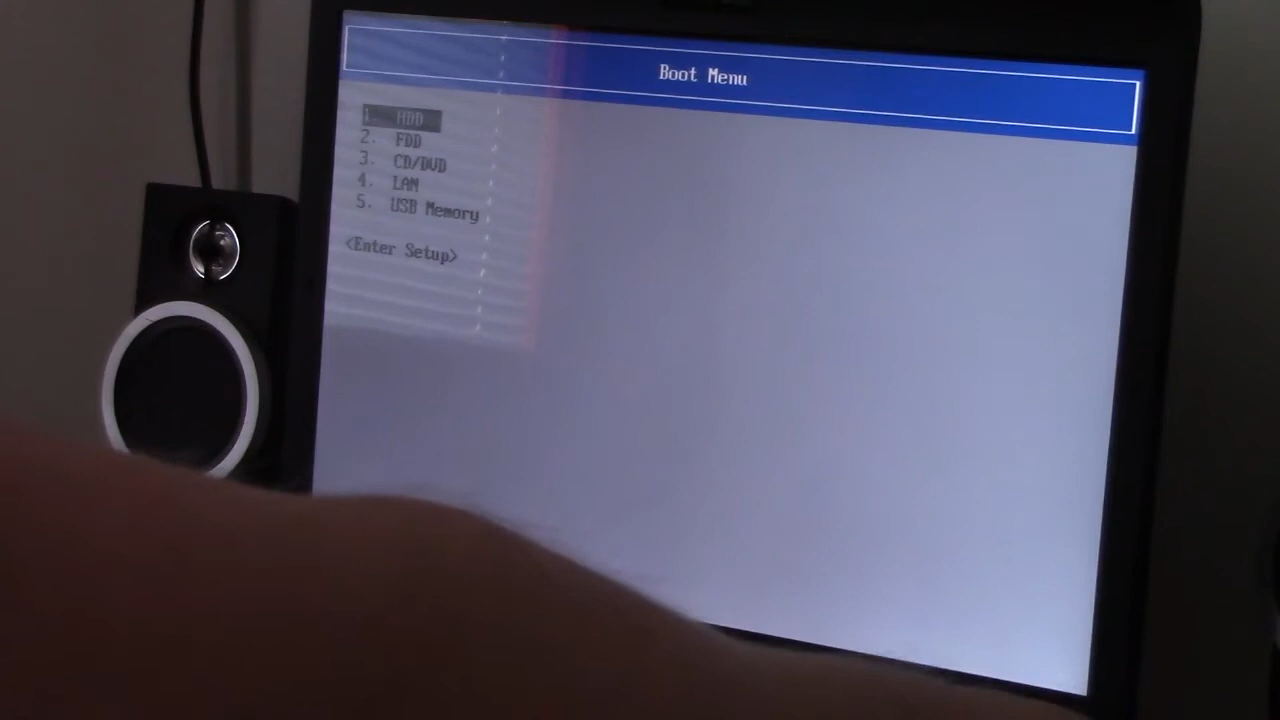 Boot Menu
1. HDD
2. FDD
3. CD/DVD
4. LAN
5. USB Memory
<Enter Setup>